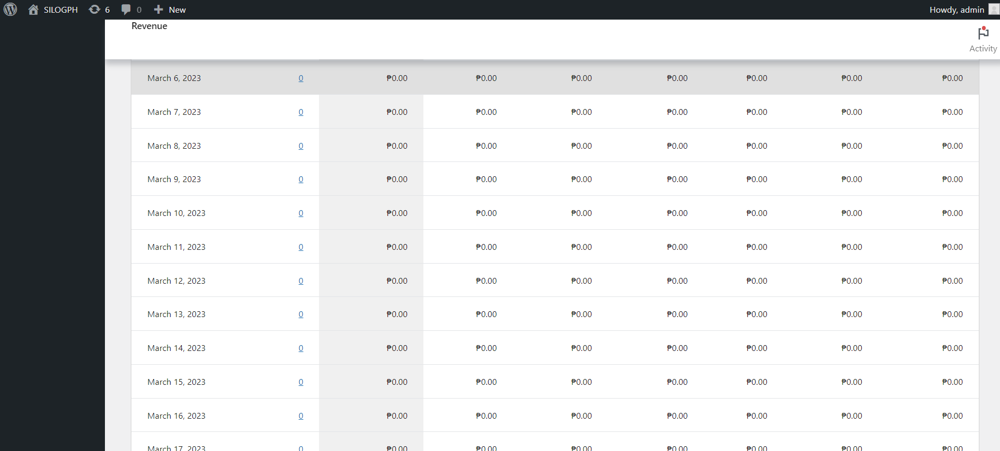 SILOGPH 6 0 New Howdy, admin
Revenue
Activity
March 6, 2023 0 ₱0.00 ₱0.00 ₱0.00 ₱0.00 ₱0.00 ₱0.00 ₱0.00
March 7, 2023 0 ₱0.00 ₱0.00 ₱0.00 ₱0.00 ₱0.00 ₱0.00 ₱0.00
March 8, 2023 0 ₱0.00 ₱0.00 ₱0.00 ₱0.00 ₱0.00 ₱0.00 ₱0.00
March 9, 2023 0 ₱0.00 ₱0.00 ₱0.00 ₱0.00 ₱0.00 ₱0.00 ₱0.00
March 10, 2023 0 ₱0.00 ₱0.00 ₱0.00 ₱0.00 ₱0.00 ₱0.00 ₱0.00
March 11, 2023 0 ₱0.00 ₱0.00 ₱0.00 ₱0.00 ₱0.00 ₱0.00 ₱0.00
March 12, 2023 0 ₱0.00 ₱0.00 ₱0.00 ₱0.00 ₱0.00 ₱0.00 ₱0.00
March 13, 2023 0 ₱0.00 ₱0.00 ₱0.00 ₱0.00 ₱0.00 ₱0.00 ₱0.00
March 14, 2023 0 ₱0.00 ₱0.00 ₱0.00 ₱0.00 ₱0.00 ₱0.00 ₱0.00
March 15, 2023 0 ₱0.00 ₱0.00 ₱0.00 ₱0.00 ₱0.00 ₱0.00 ₱0.00
March 16, 2023 0 ₱0.00 ₱0.00 ₱0.00 ₱0.00 ₱0.00 ₱0.00 ₱0.00
March 17, 2023 0 ₱0.00 ₱0.00 ₱0.00 ₱0.00 ₱0.00 ₱0.00 ₱0.00